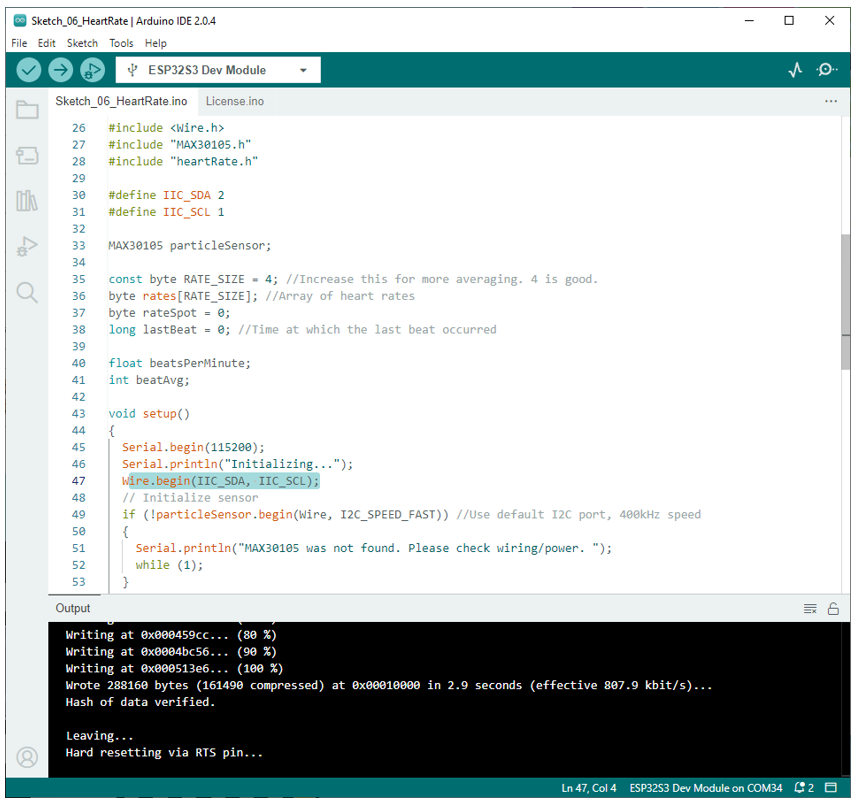 Sketch_06_HeartRate | Arduino IDE 2.0.4
File Edit Sketch Tools Help
ESP32S3 Dev Module
Sketch_06_HeartRate.ino License.ino
26 #include <Wire.h>
27 #include "MAX30105.h"
28 #include "heartRate.h"
29
30 #define IIC_SDA 2
31 #define IIC_SCL 1
32
33 MAX30105 particleSensor;
34
35 const byte RATE_SIZE = 4; //Increase this for more averaging. 4 is good.
36 byte rates[RATE_SIZE]; //Array of heart rates
37 byte rateSpot = 0;
38 long lastBeat = 0; //Time at which the last beat occurred
39
40 float beatsPerMinute;
41 int beatAvg;
42
43 void setup()
44 {
45 Serial.begin(115200);
46 Serial.println("Initializing...");
47 Wire.begin(IIC_SDA, IIC_SCL);
48 // Initialize sensor
49 if (!particleSensor.begin(Wire, I2C_SPEED_FAST)) //Use default I2C port, 400kHz speed
50 {
51 Serial.println("MAX30105 was not found. Please check wiring/power. ");
52 while (1);
53 }
Output
Writing at 0x000459cc... (80 %)
Writing at 0x0004bc56... (90 %)
Writing at 0x000513e6... (100 %)
Wrote 288160 bytes (161490 compressed) at 0x00010000 in 2.9 seconds (effective 807.9 kbit/s)...
Hash of data verified.
Leaving...
Hard resetting via RTS pin...
Ln 47, Col 4 ESP32S3 Dev Module on COM34 2